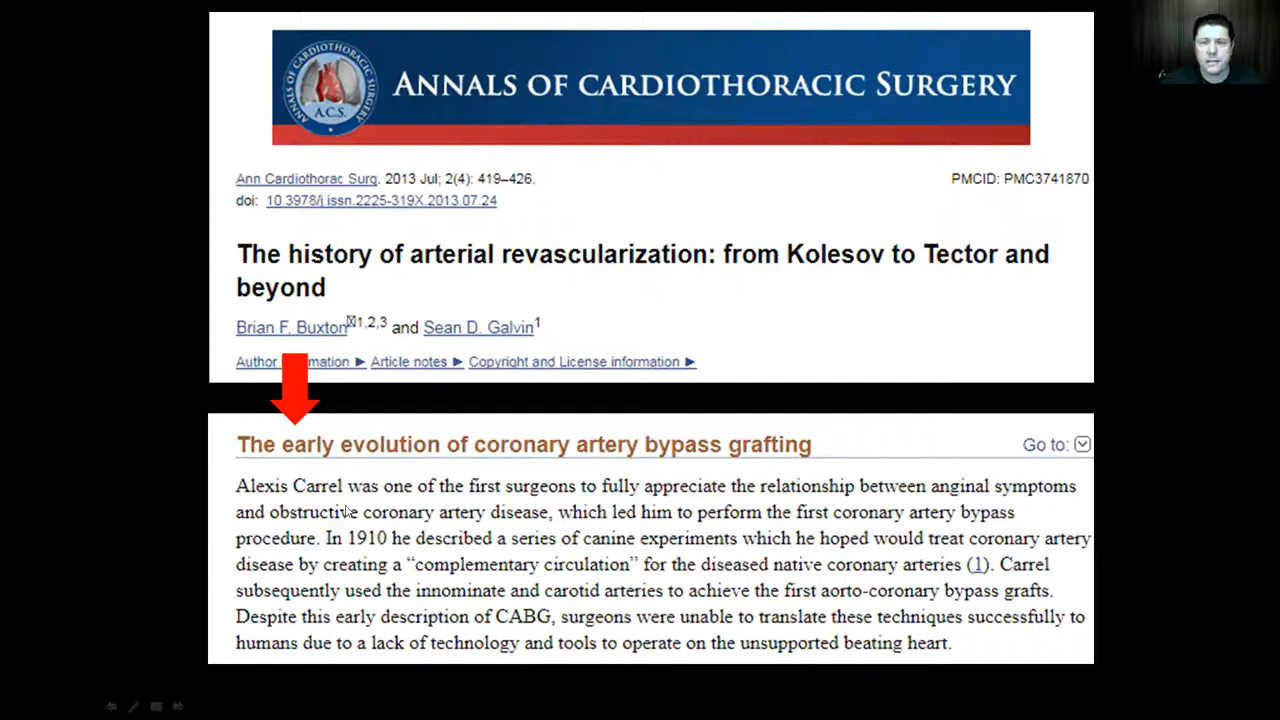 ANNALS OF CARDIOTHORACIC SURGERY
ANNALS OF CARDIOTHORACIC SURGERY
A.C.S.
Ann Cardiothorac Surg. 2013 Jul; 2(4): 419–426.
PMCID: PMC3741870
doi: 10.3978/j.issn.2225-319X.2013.07.24
The history of arterial revascularization: from Kolesov to Tector and
beyond
Brian F. Buxton1,2,3 and Sean D. Galvin1
Author mation ► Article notes ► Copyright and License information ►
The early evolution of coronary artery bypass grafting
Go to:
Alexis Carrel was one of the first surgeons to fully appreciate the relationship between anginal symptoms
and obstructive coronary artery disease, which led him to perform the first coronary artery bypass
procedure. In 1910 he described a series of canine experiments which he hoped would treat coronary artery
disease by creating a “complementary circulation” for the diseased native coronary arteries (1). Carrel
subsequently used the innominate and carotid arteries to achieve the first aorto-coronary bypass grafts.
Despite this early description of CABG, surgeons were unable to translate these techniques successfully to
humans due to a lack of technology and tools to operate on the unsupported beating heart.